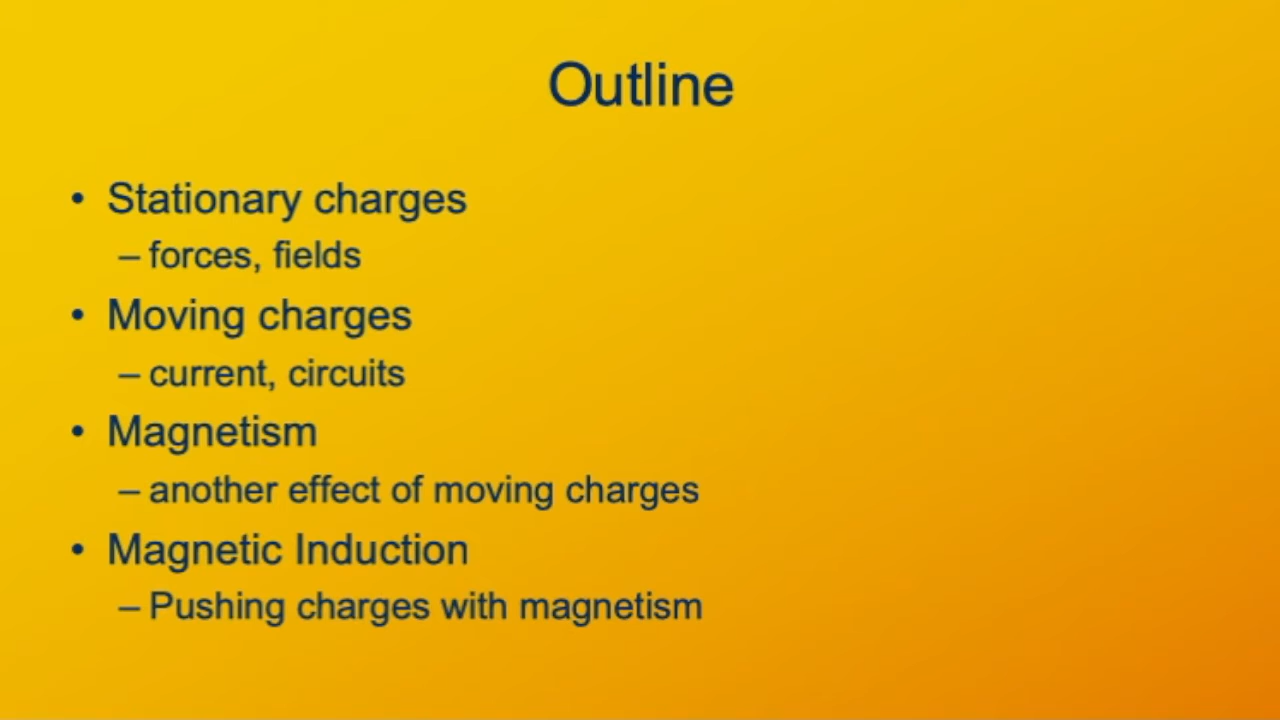 Outline
• Stationary charges
– forces, fields
• Moving charges
– current, circuits
• Magnetism
– another effect of moving charges
• Magnetic Induction
– Pushing charges with magnetism